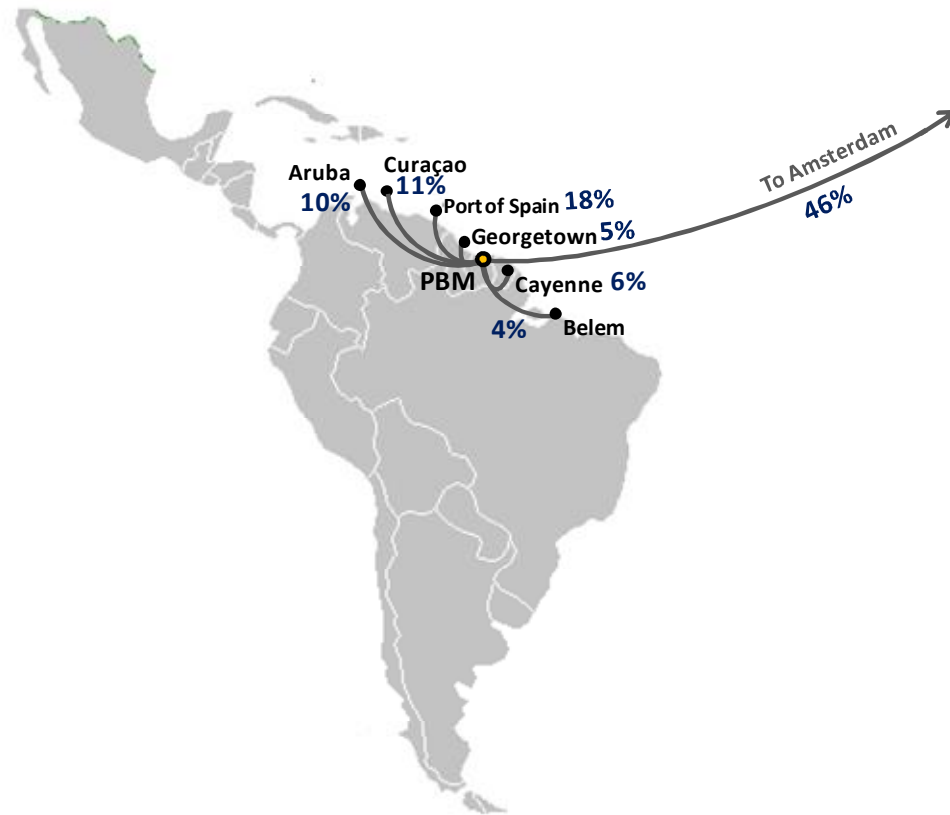 Curaçao
Aruba
11%
10%
Port of Spain 18%
Georgetown 5%
To Amsterdam
46%
PBM
Cayenne 6%
4%
Belem